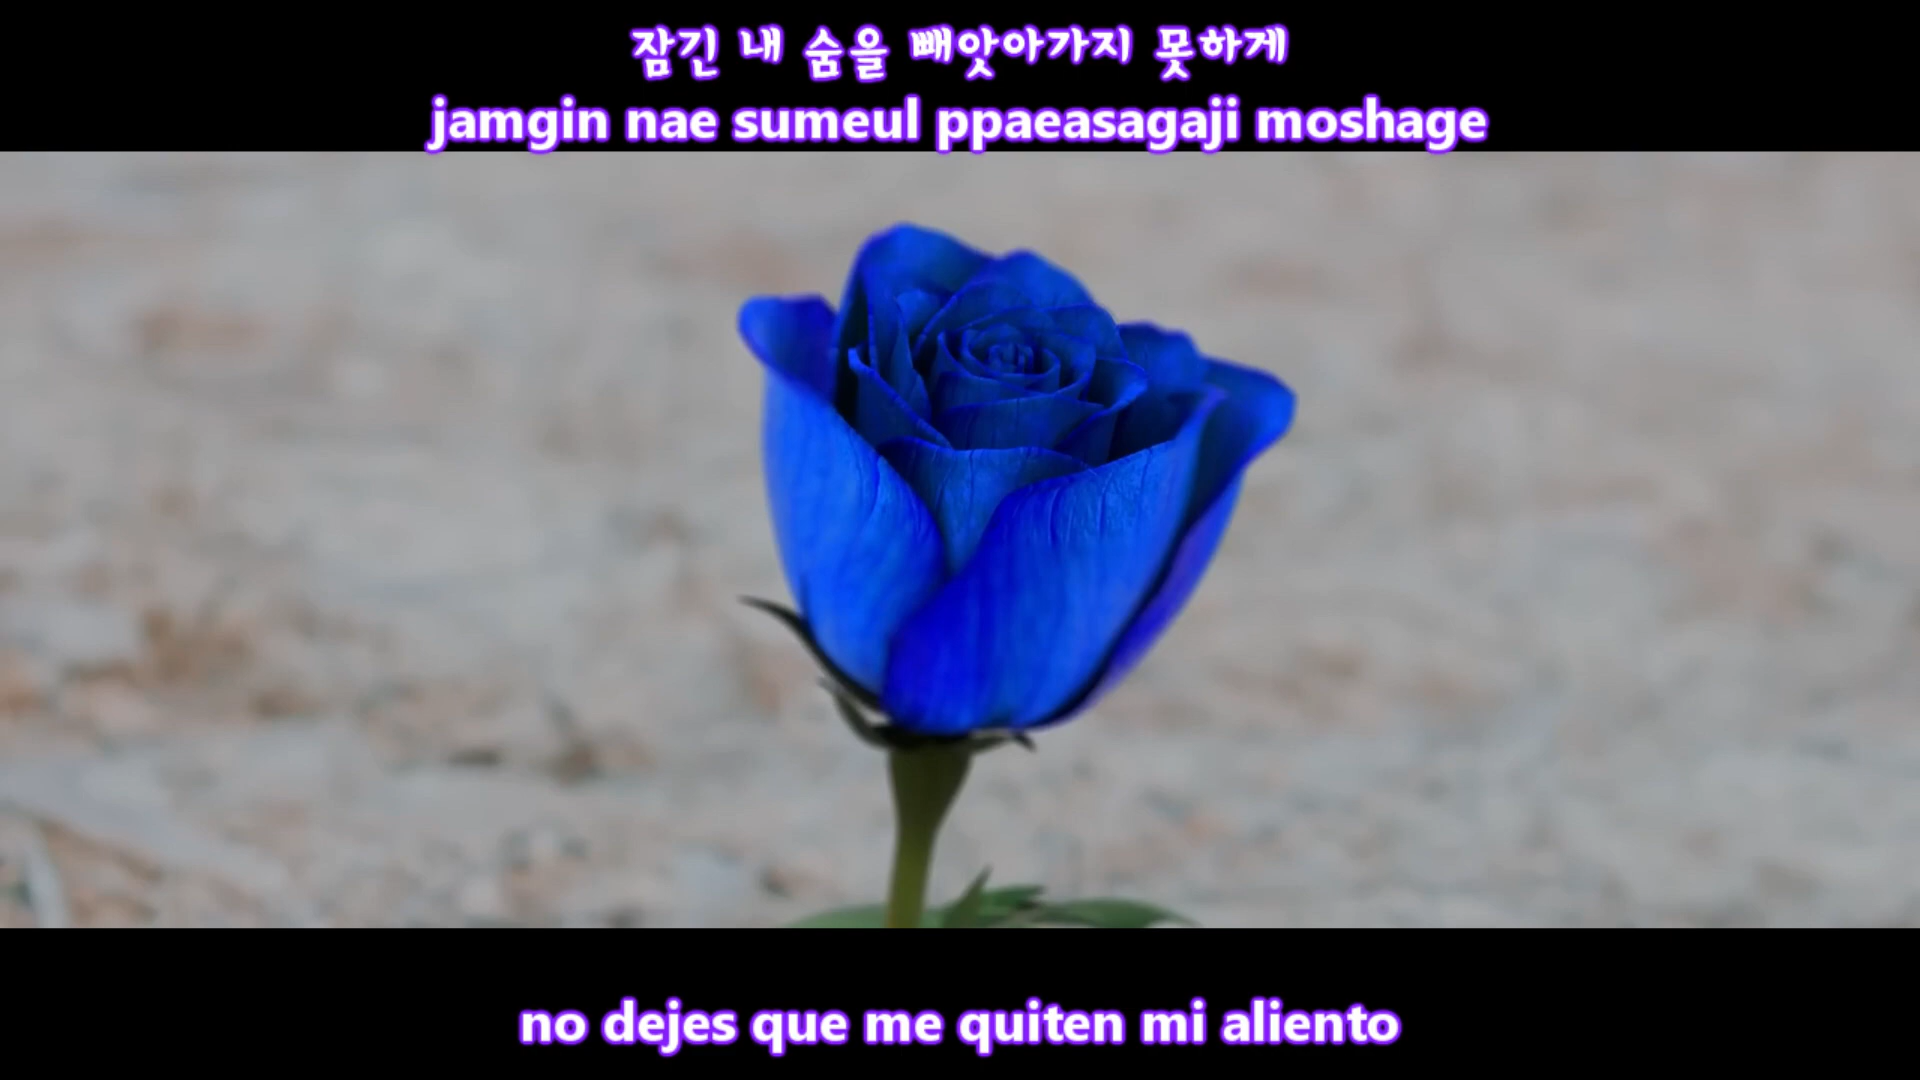 잠긴 내 숨을 빼앗아가지 못하게
jamgin nae sumeul ppaeasagaji moshage
no dejes que me quiten mi aliento